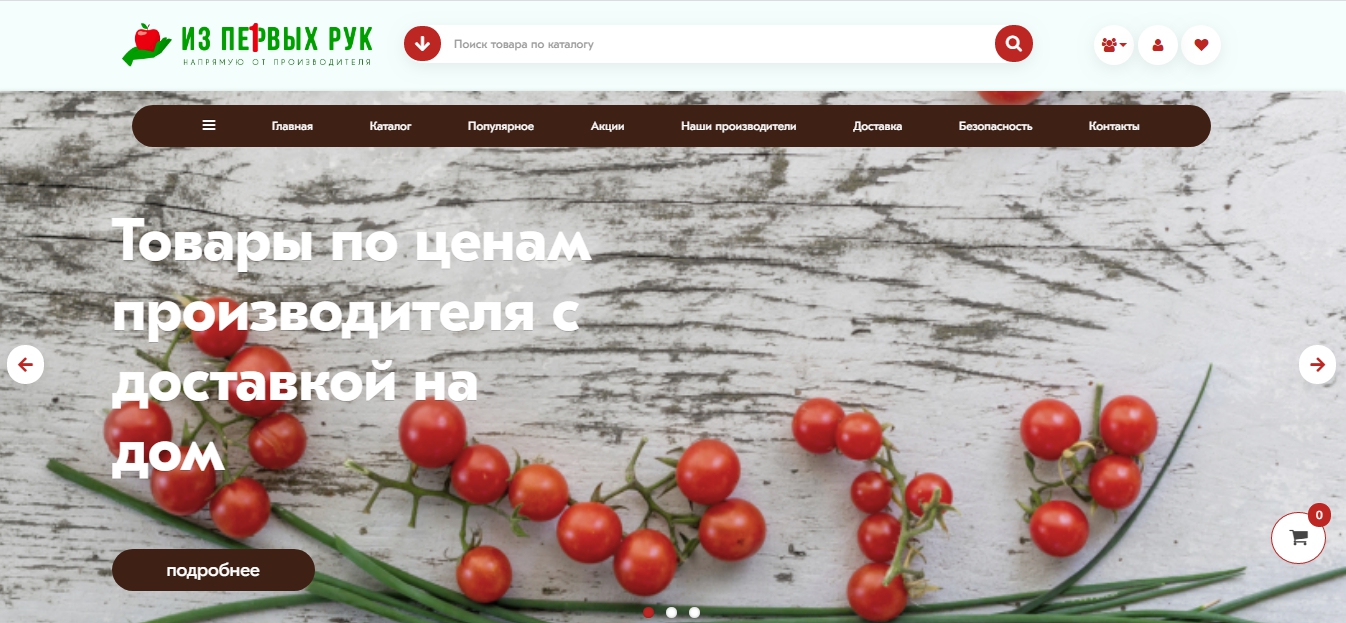 ИЗ ПЕ1РВЫХ РУК
НАПРЯМУЮ ОТ ПРОИЗВОДИТЕЛЯ
Поиск товара по каталогу
Главная Каталог Популярное Акции Наши производители Доставка Безопасность Контакты
Товары по ценам
производителя с
доставкой на
дом
подробнее
0